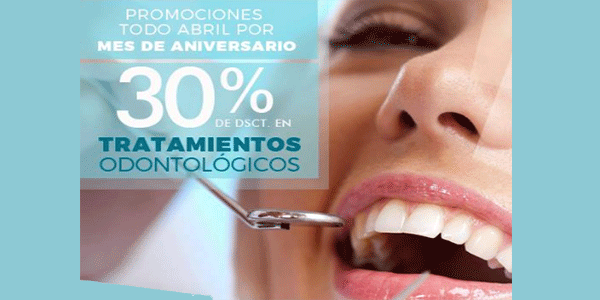 PROMOCIONES
TODO ABRIL POR
MES DE ANIVERSARIO
30%
DE DSCT. EN
TRATAMIENTOS
ODONTOLÓGICOS